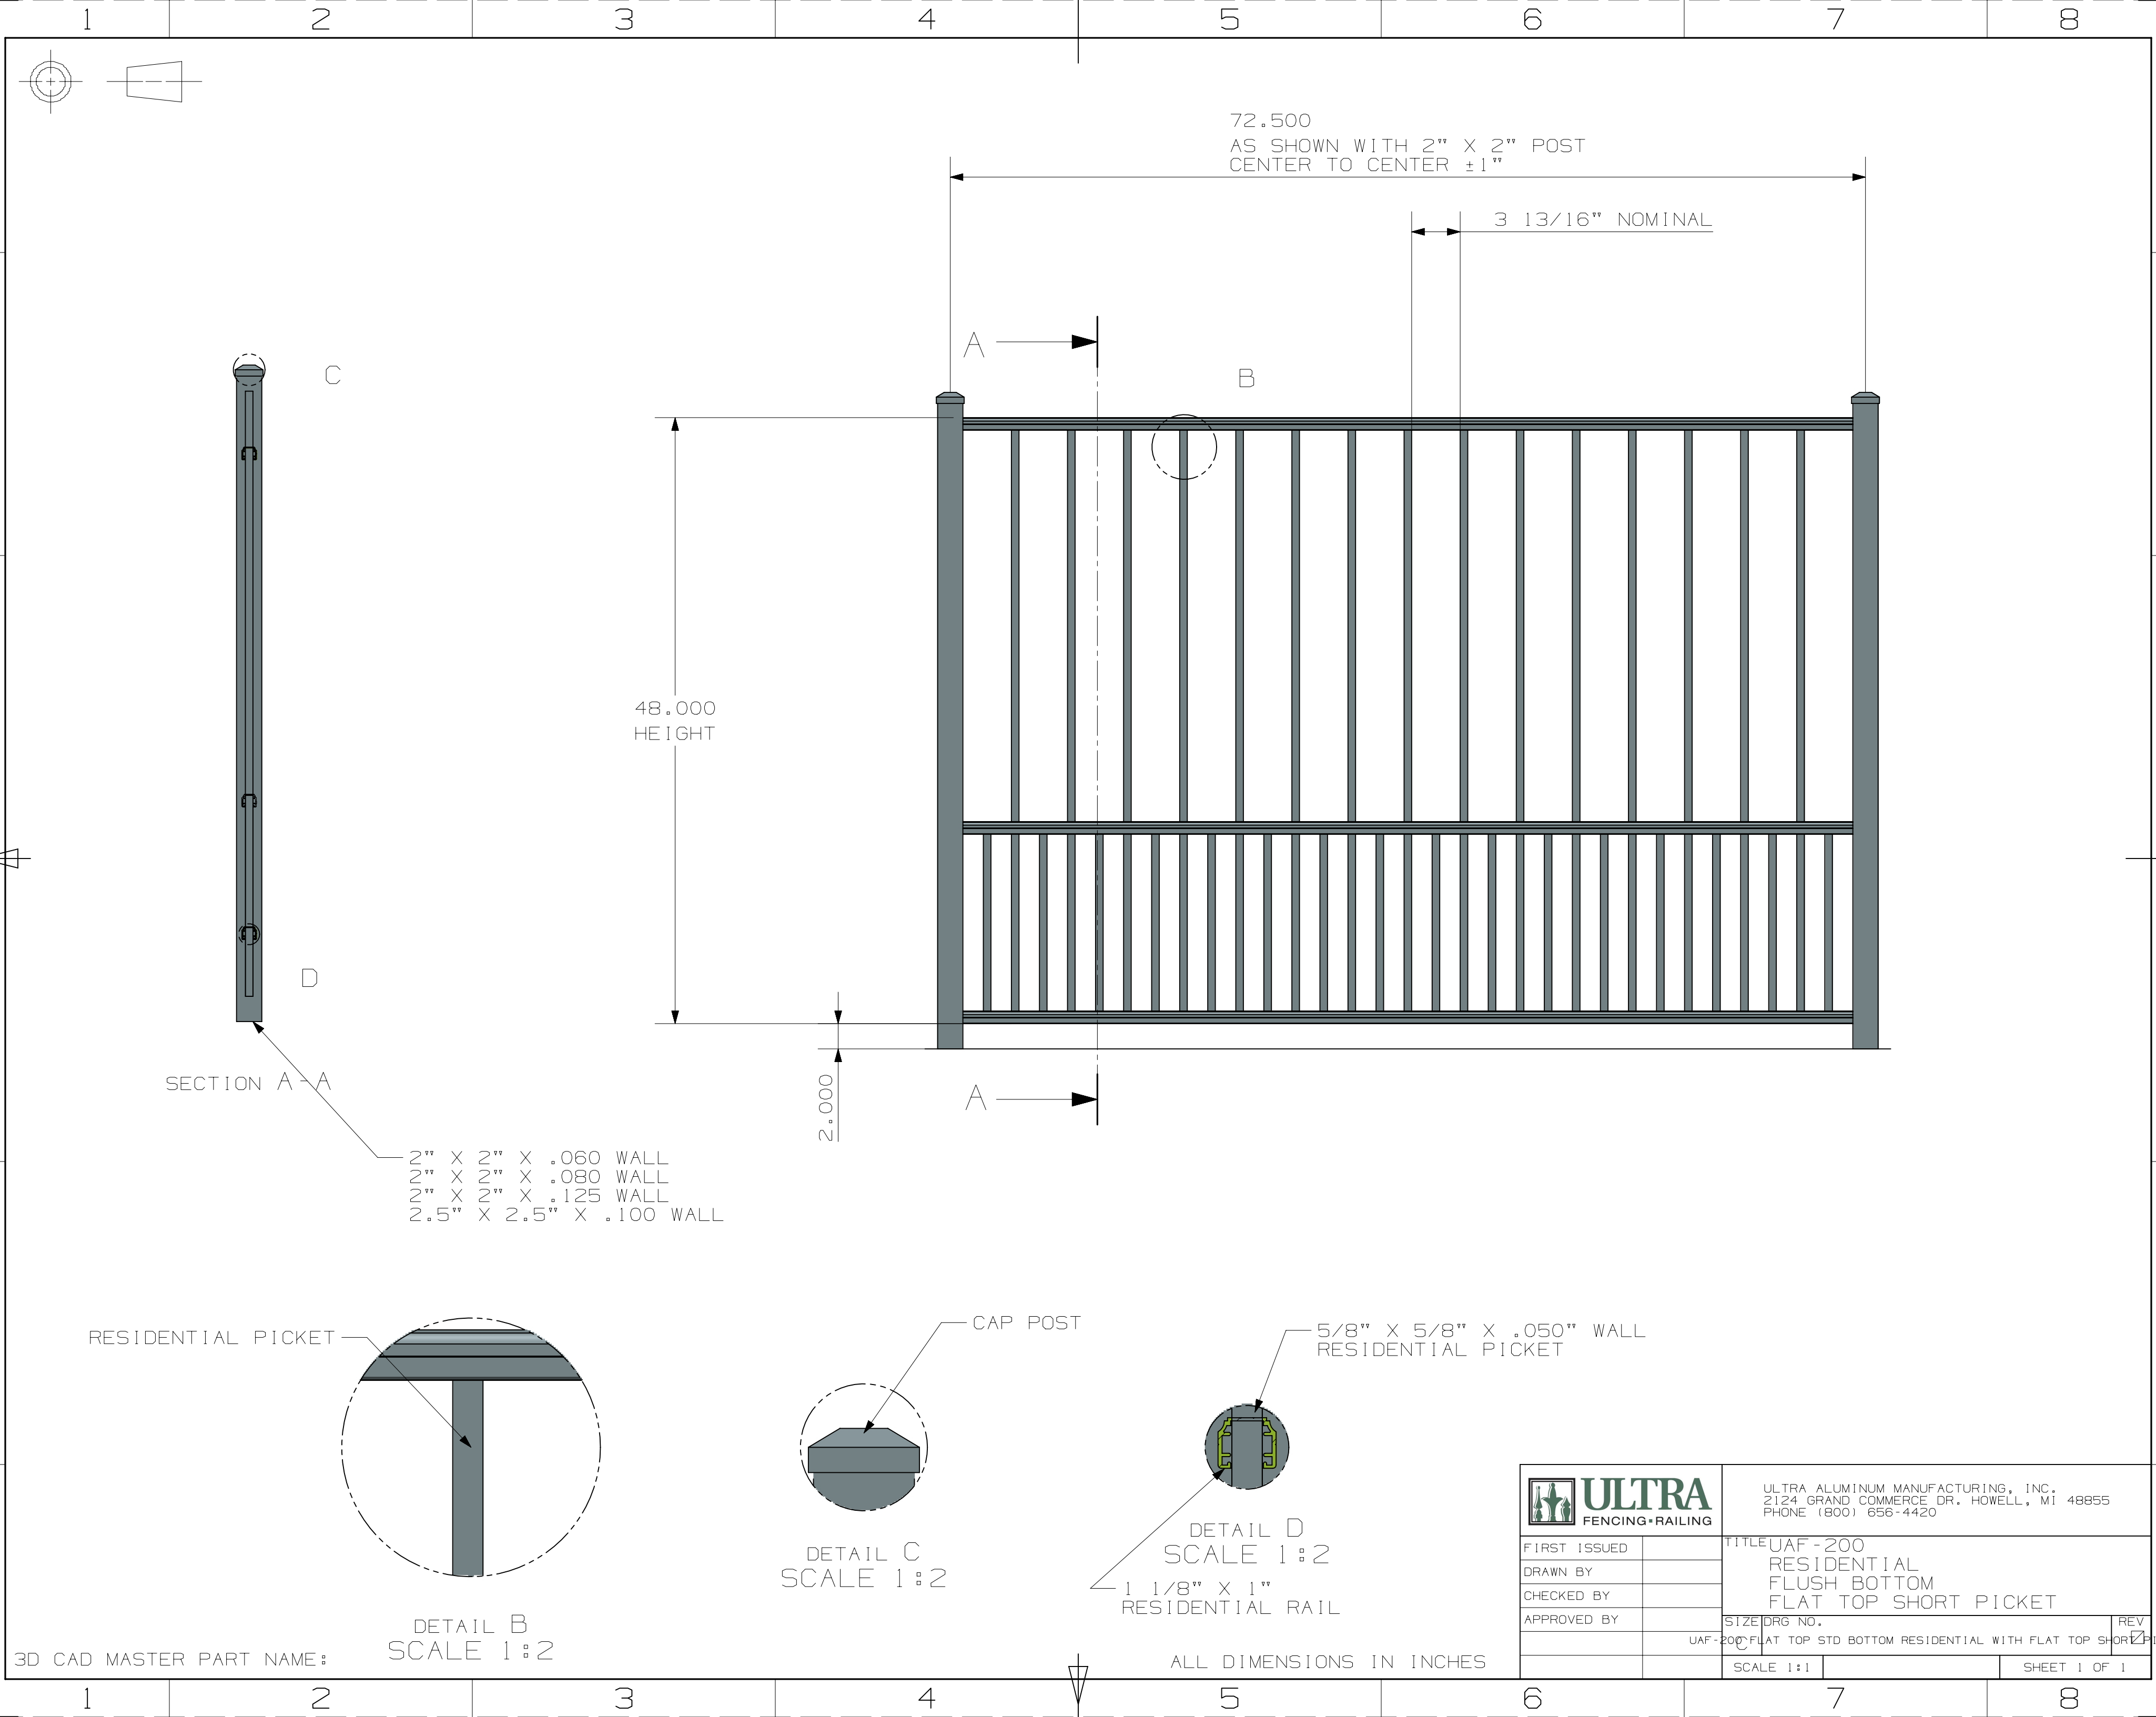 1 2 3 4 5 6 7 8
72.500
AS SHOWN WITH 2" X 2" POST
CENTER TO CENTER ±1"
3 13/16" NOMINAL
A
B
C
48.000
HEIGHT
D
SECTION A-A
2.000
A
2" X 2" X .060 WALL
2" X 2" X .080 WALL
2" X 2" X .125 WALL
2.5" X 2.5" X .100 WALL
RESIDENTIAL PICKET
DETAIL B
SCALE 1:2
CAP POST
DETAIL C
SCALE 1:2
5/8" X 5/8" X .050" WALL
RESIDENTIAL PICKET
DETAIL D
SCALE 1:2
1 1/8" X 1"
RESIDENTIAL RAIL
3D CAD MASTER PART NAME:
ALL DIMENSIONS IN INCHES
ULTRA
FENCING•RAILING
ULTRA ALUMINUM MANUFACTURING, INC.
2124 GRAND COMMERCE DR. HOWELL, MI 48855
PHONE (800) 656-4420
FIRST ISSUED
DRAWN BY
CHECKED BY
APPROVED BY
TITLE UAF-200
RESIDENTIAL
FLUSH BOTTOM
FLAT TOP SHORT PICKET
SIZE DRG NO. REV
C UAF-200 FLAT TOP STD BOTTOM RESIDENTIAL WITH FLAT TOP SHORT
SCALE 1:1 SHEET 1 OF 1
1 2 3 4 5 6 7 8